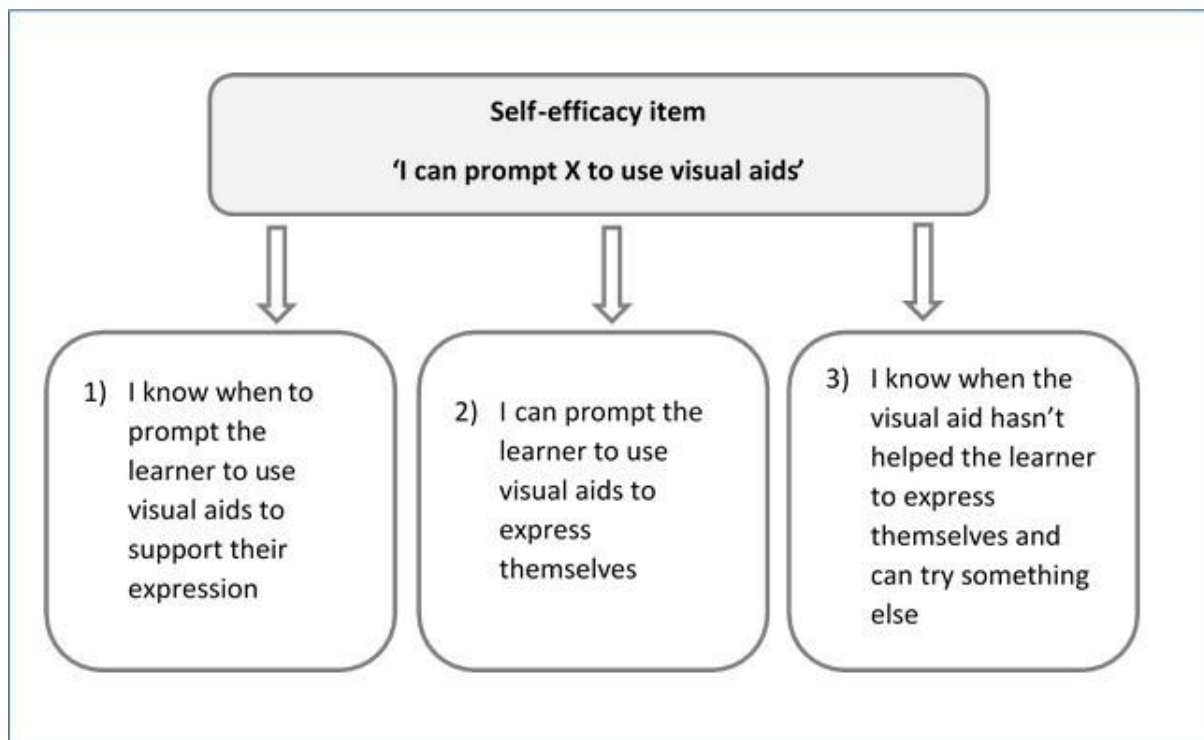 Self-efficacy item
‘I can prompt X to use visual aids’
1) I know when to
prompt the
learner to use
visual aids to
support their
expression
2) I can prompt the
learner to use
visual aids to
express
themselves
3) I know when the
visual aid hasn’t
helped the learner
to express
themselves and
can try something
else